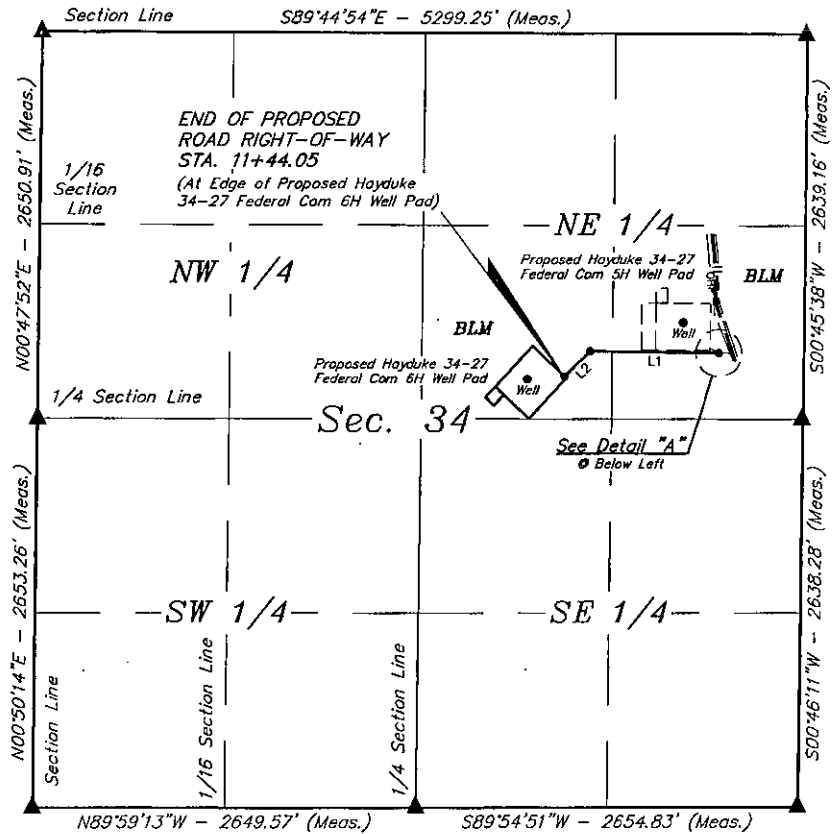 Section Line
S89°44'54"E - 5299.25' (Meas.)
N00°47'52"E - 2650.91' (Meas.)
S00°45'38"W - 2639.16' (Meas.)
END OF PROPOSED
ROAD RIGHT-OF-WAY
STA. 11+44.05
(At Edge of Proposed Hayduke
34-27 Federal Com 6H Well Pad)
1/16
Section
Line
NE 1/4
NW 1/4
Proposed Hayduke 34-27
Federal Com 5H Well Pad
BLM
Well
BLM
L1
L2
Proposed Hayduke 34-27
Federal Com 6H Well Pad
Well
1/4 Section Line
Sec. 34
See Detail "A"
@ Below Left
N00°50'14"E - 2653.26' (Meas.)
S00°46'11"W - 2638.28' (Meas.)
SW 1/4
SE 1/4
Section Line
1/16 Section Line
1/4 Section Line
N89°59'13"W - 2649.57' (Meas.)
S89°54'51"W - 2654.83' (Meas.)